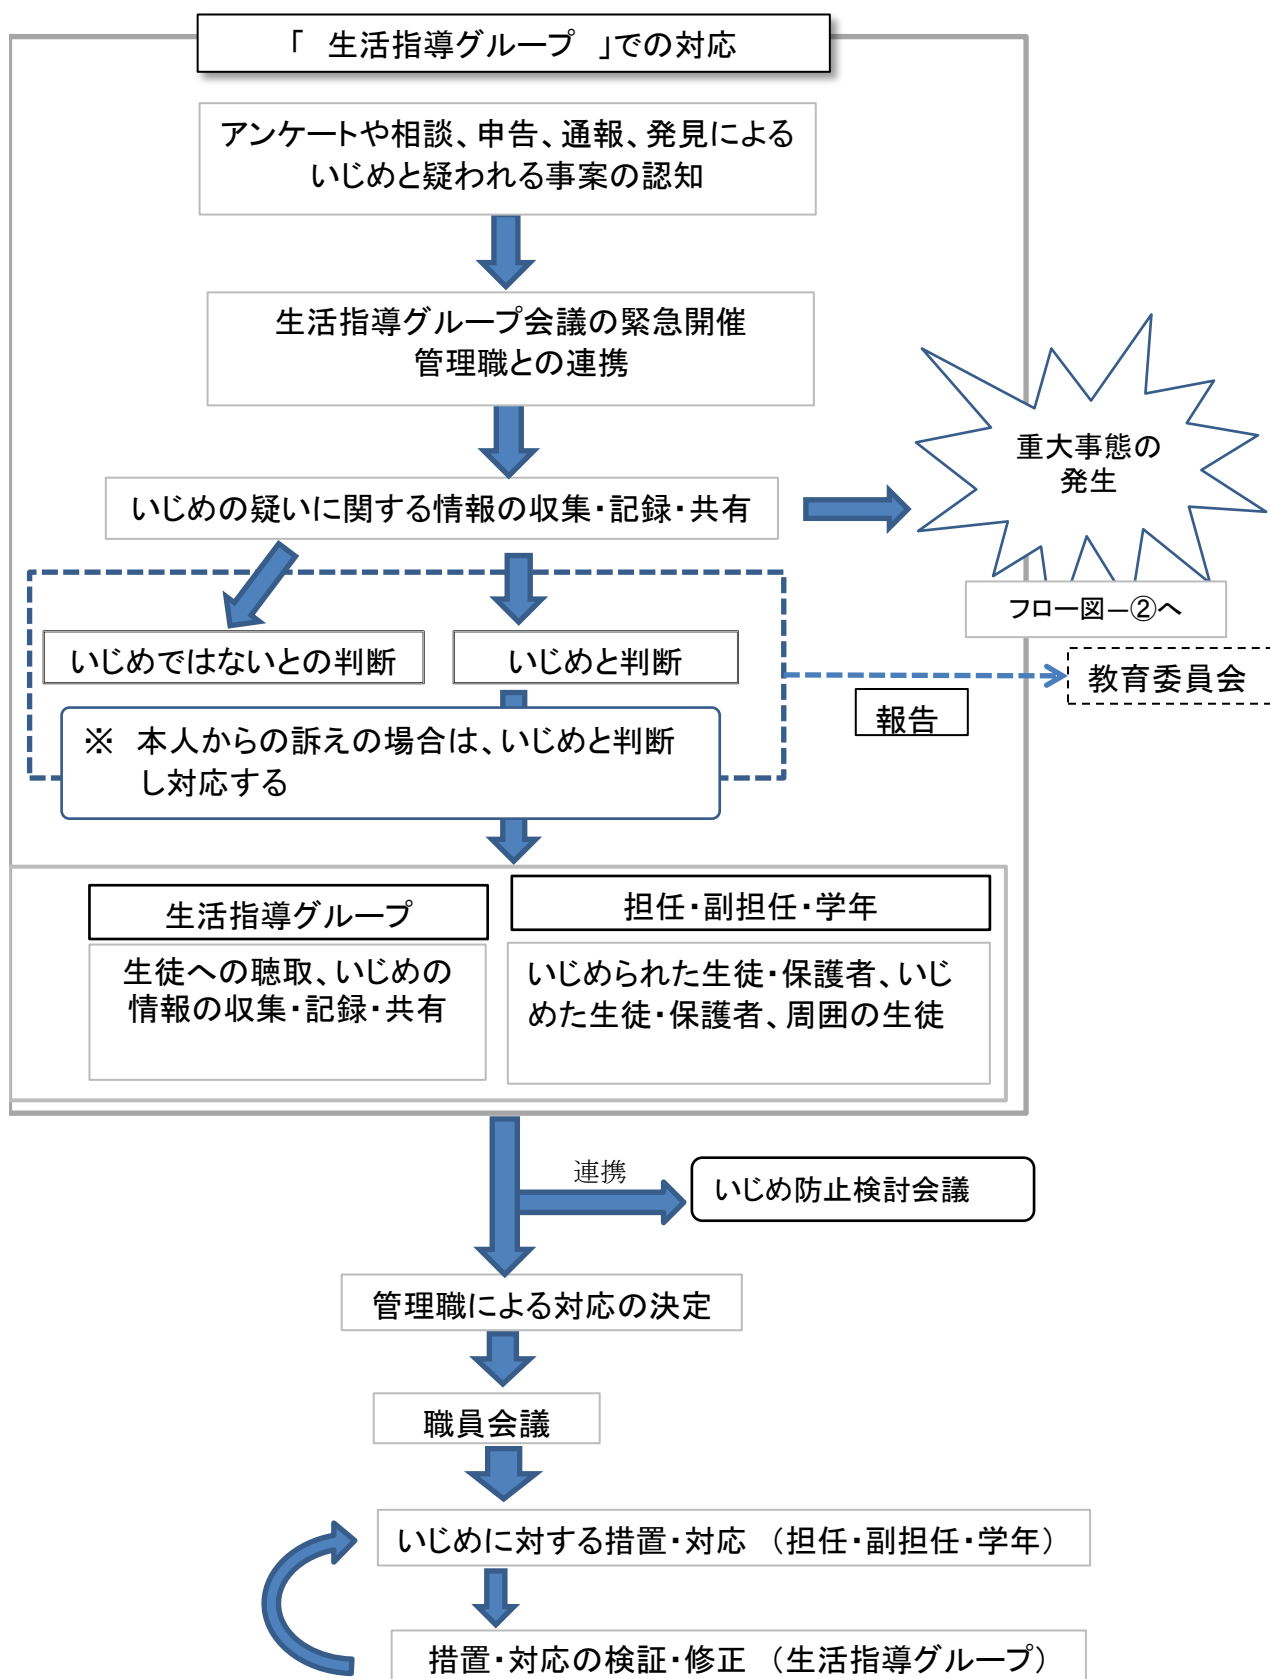 「　生活指導グループ　」での対応
アンケートや相談、申告、通報、発見による
いじめと疑われる事案の認知
生活指導グループ会議の緊急開催
管理職との連携
重大事態の
発生
いじめの疑いに関する情報の収集・記録・共有
フロー図―②へ
いじめではないとの判断
いじめと判断
教育委員会
報告
※　本人からの訴えの場合は、いじめと判断
し対応する
生活指導グループ
担任・副担任・学年
生徒への聴取、いじめの
情報の収集・記録・共有
いじめられた生徒・保護者、いじ
めた生徒・保護者、周囲の生徒
連携
いじめ防止検討会議
管理職による対応の決定
職員会議
いじめに対する措置・対応　（担任・副担任・学年）
措置・対応の検証・修正　（生活指導グループ）